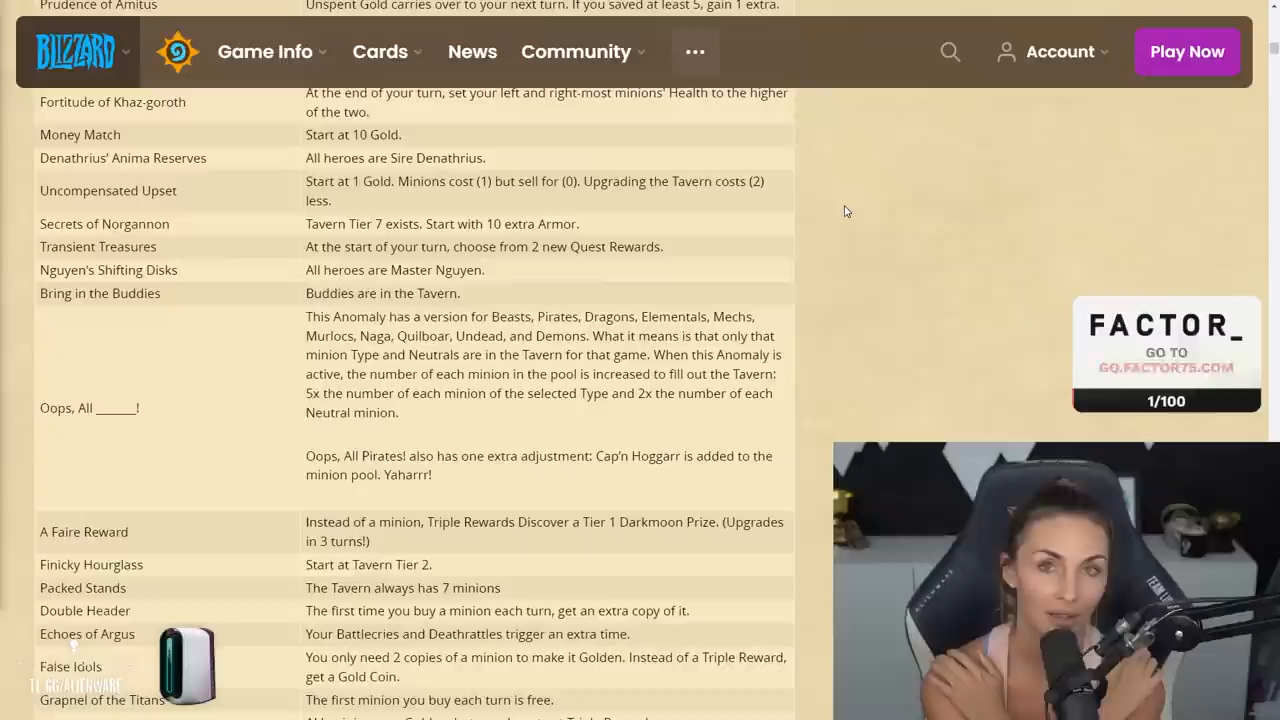 Prudence of Amitus
Unspent Gold carries over to your next turn. If you saved at least 5, gain 1 extra.
BLIZZARD
Game Info
Cards
News
Community
Account
Play Now
Fortitude of Khaz-goroth
At the end of your turn, set your left and right-most minions' Health to the higher
of the two.
Money Match
Start at 10 Gold.
Denathrius' Anima Reserves
All heroes are Sire Denathrius.
Uncompensated Upset
Start at 1 Gold. Minions cost (1) but sell for (0). Upgrading the Tavern costs (2)
less.
Secrets of Norgannon
Tavern Tier 7 exists. Start with 10 extra Armor.
Transient Treasures
At the start of your turn, choose from 2 new Quest Rewards.
Nguyen's Shifting Disks
All heroes are Master Nguyen.
Bring in the Buddies
Buddies are in the Tavern.
Oops, All ______!
This Anomaly has a version for Beasts, Pirates, Dragons, Elementals, Mechs,
Murlocs, Naga, Quilboar, Undead, and Demons. What it means is that only that
minion Type and Neutrals are in the Tavern for that game. When this Anomaly is
active, the number of each minion in the pool is increased to fill out the Tavern:
5x the number of each minion of the selected Type and 2x the number of each
Neutral minion.
Oops, All Pirates! also has one extra adjustment: Cap'n Hoggarr is added to the
minion pool. Yaharrr!
A Faire Reward
Instead of a minion, Triple Rewards Discover a Tier 1 Darkmoon Prize. (Upgrades
in 3 turns!)
Finicky Hourglass
Start at Tavern Tier 2.
Packed Stands
The Tavern always has 7 minions
Double Header
The first time you buy a minion each turn, get an extra copy of it.
Echoes of Argus
Your Battlecries and Deathrattles trigger an extra time.
False Idols
You only need 2 copies of a minion to make it Golden. Instead of a Triple Reward,
get a Gold Coin.
Grapnel of the Titans
The first minion you buy each turn is free.
FACTOR_
GO TO
GO.FACTOR75.COM
1/100
TL.GG/ALIENWARE
ALIENWARE